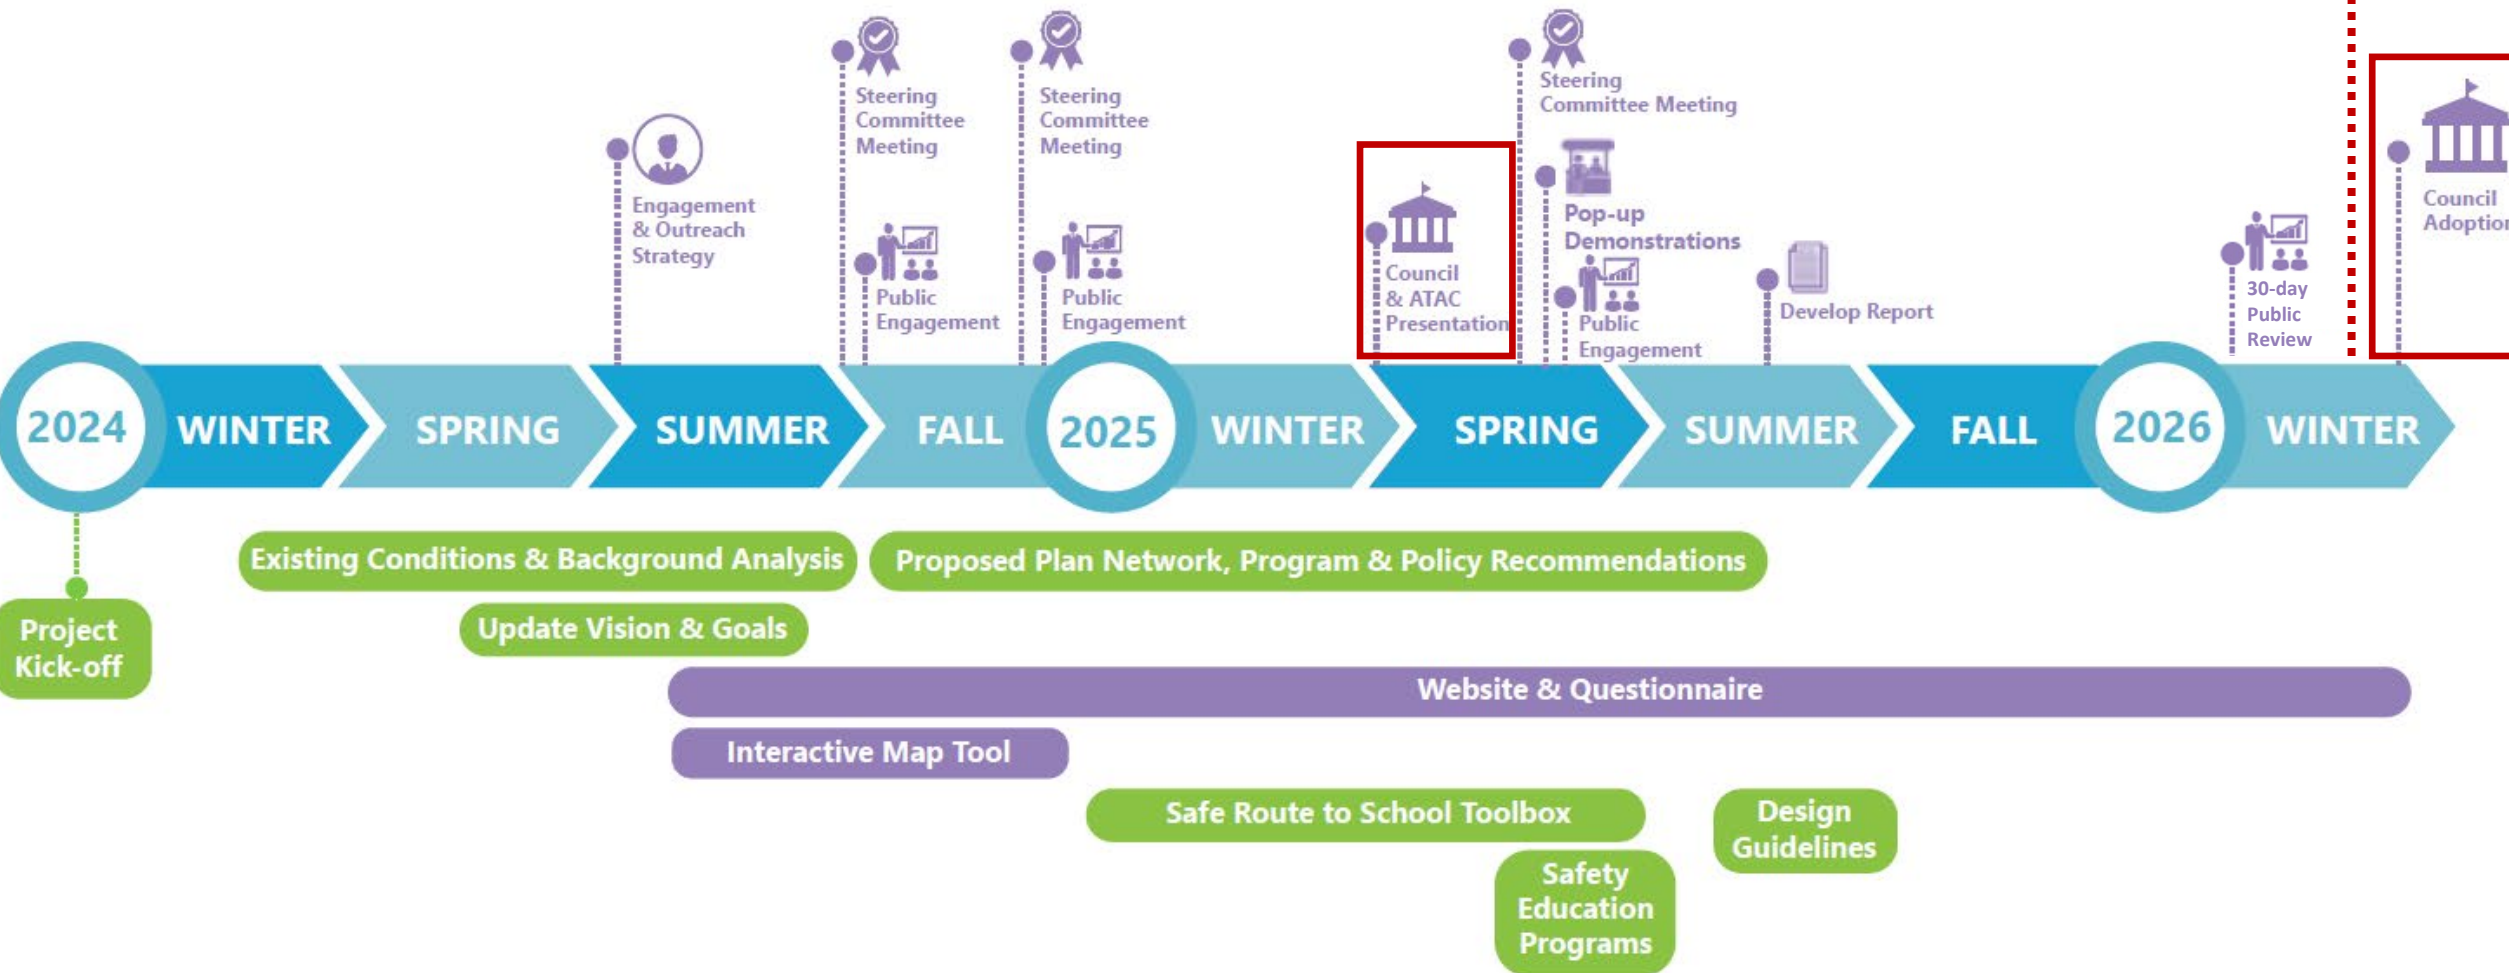 Steering
Committee
Meeting
Steering
Committee
Meeting
Steering
Committee Meeting
Engagement
& Outreach
Strategy
Public
Engagement
Public
Engagement
Council
& ATAC
Presentation
Pop-up
Demonstrations
Public
Engagement
Develop Report
30-day
Public
Review
Council
Adoption
2024
WINTER
SPRING
SUMMER
FALL
2025
WINTER
SPRING
SUMMER
FALL
2026
WINTER
Project
Kick-off
Existing Conditions & Background Analysis
Proposed Plan Network, Program & Policy Recommendations
Update Vision & Goals
Website & Questionnaire
Interactive Map Tool
Safe Route to School Toolbox
Design
Guidelines
Safety
Education
Programs